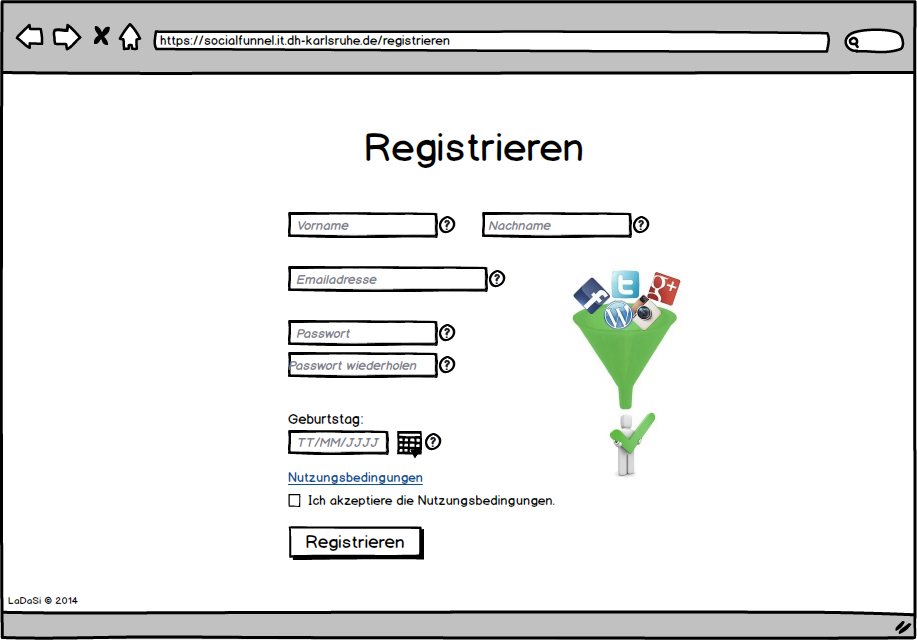 https://socialfunnel.it.dh-karlsruhe.de/registrieren
Registrieren
Vorname ? Nachname ?
Emailadresse ?
Passwort ?
Passwort wiederholen ?
Geburtstag:
TT/MM/JJJJ ?
Nutzungsbedingungen
Ich akzeptiere die Nutzungsbedingungen.
Registrieren
LaDaSi © 2014